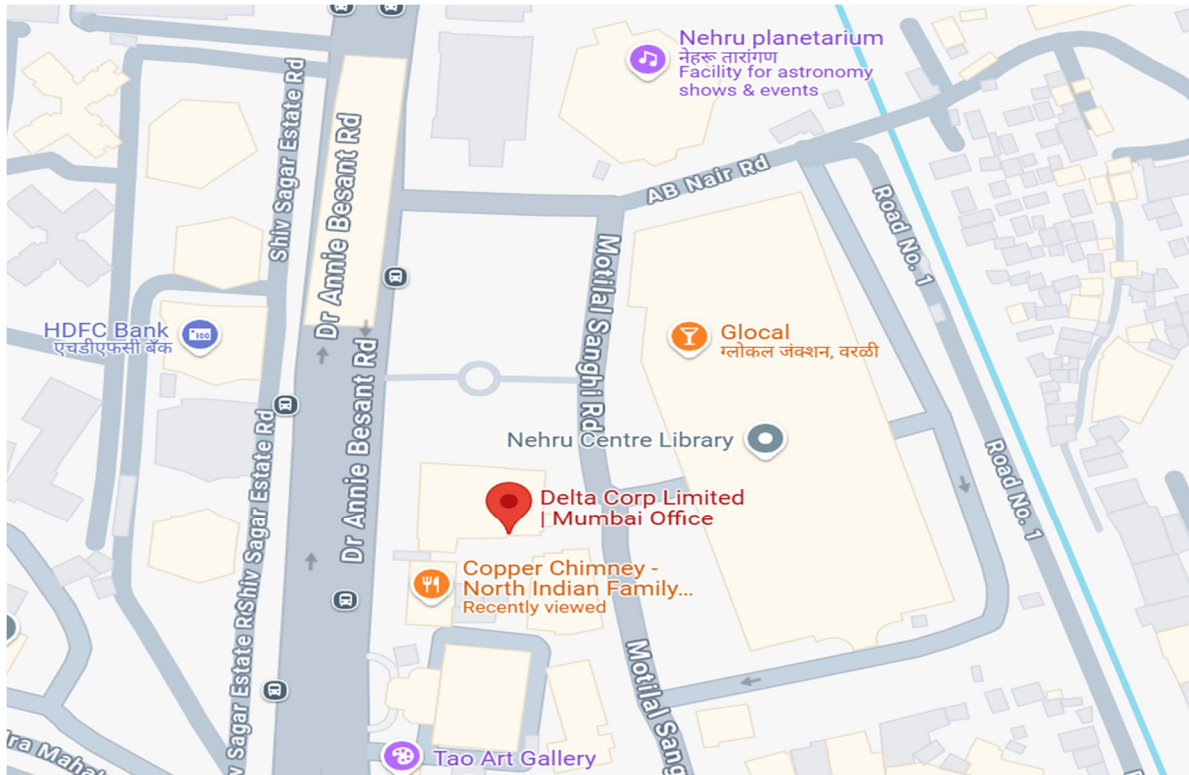 Nehru planetarium
नेहरू तारांगण
Facility for astronomy
shows & events
Shiv Sagar Estate Rd
Dr Annie Besant Rd
AB Nair Rd
Road No. 1
Motilal Sanghi Rd
HDFC Bank
एचडीएफसी बँक
100
Glocal
ग्लोकल जंक्शन, वरळी
Dr Annie Besant Rd
Shiv Sagar Estate Rd
Nehru Centre Library
Road No. 1
Delta Corp Limited
| Mumbai Office
Copper Chimney -
North Indian Family...
Recently viewed
Sagar Estate Rd
Motilal Sang
Tao Art Gallery